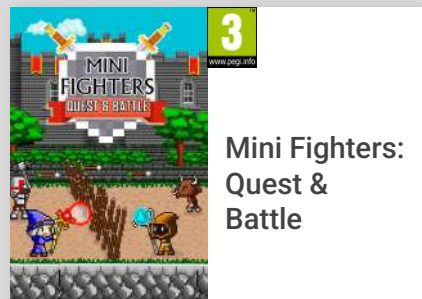 3
www.pegi.info
MINI
FIGHTERS
QUEST & BATTLE
Mini Fighters:
Quest &
Battle